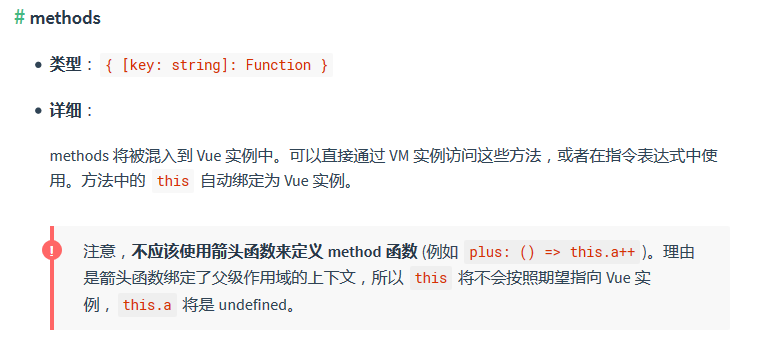 # methods
类型：{ [key: string]: Function }
详细：
methods 将被混入到 Vue 实例中。可以直接通过 VM 实例访问这些方法，或者在指令表达式中使
用。方法中的 this 自动绑定为 Vue 实例。
注意，不应该使用箭头函数来定义 method 函数 (例如 plus: () => this.a++)。理由
是箭头函数绑定了父级作用域的上下文，所以 this 将不会按照期望指向 Vue 实
例，this.a 将是 undefined。